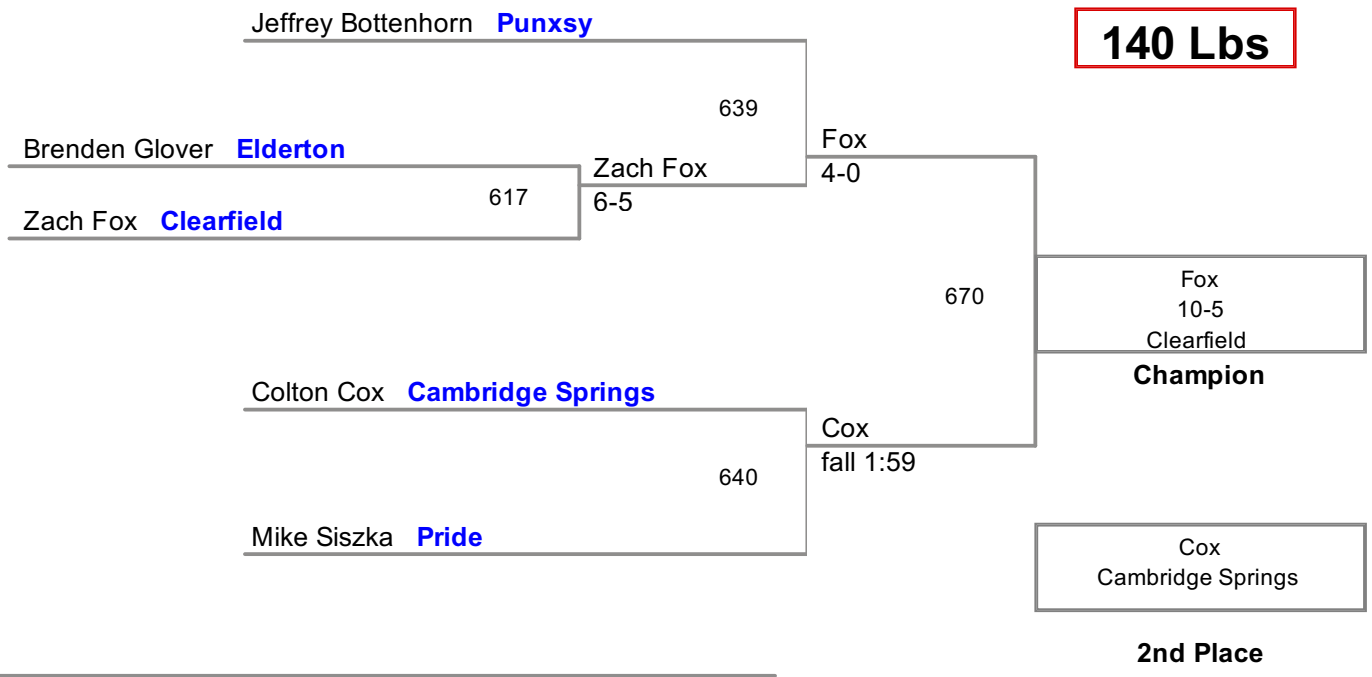 Jeffrey Bottenhorn Punxsy
140 Lbs
639
Brenden Glover Elderton
Fox
4-0
Zach Fox
6-5
617
Zach Fox Clearfield
670
Fox
10-5
Clearfield
Champion
Colton Cox Cambridge Springs
Cox
fall 1:59
640
Mike Siszka Pride
Cox
Cambridge Springs
2nd Place